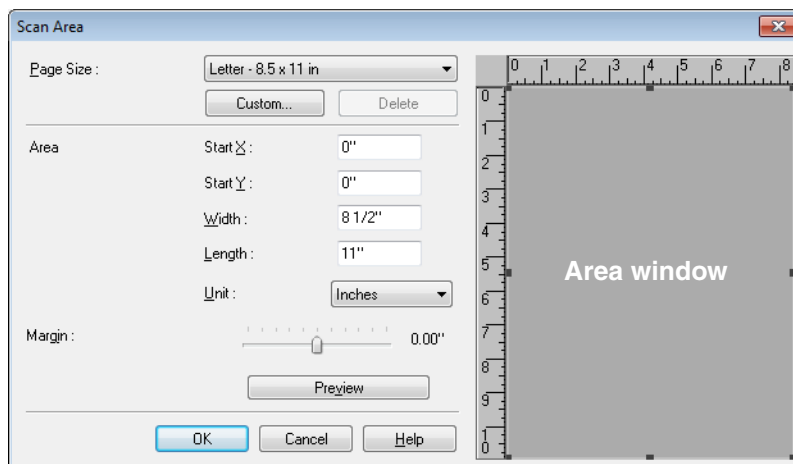 Scan Area
Page Size :
Letter - 8.5 x 11 in
Custom...
Delete
Area
Start X :
0"
Start Y :
0"
Width :
8 1/2"
Length :
11"
Unit :
Inches
Margin :
0.00"
Preview
OK
Cancel
Help
0 1 2 3 4 5 6 7 8
0
1
2
3
4
5
6
7
8
9
10
Area window